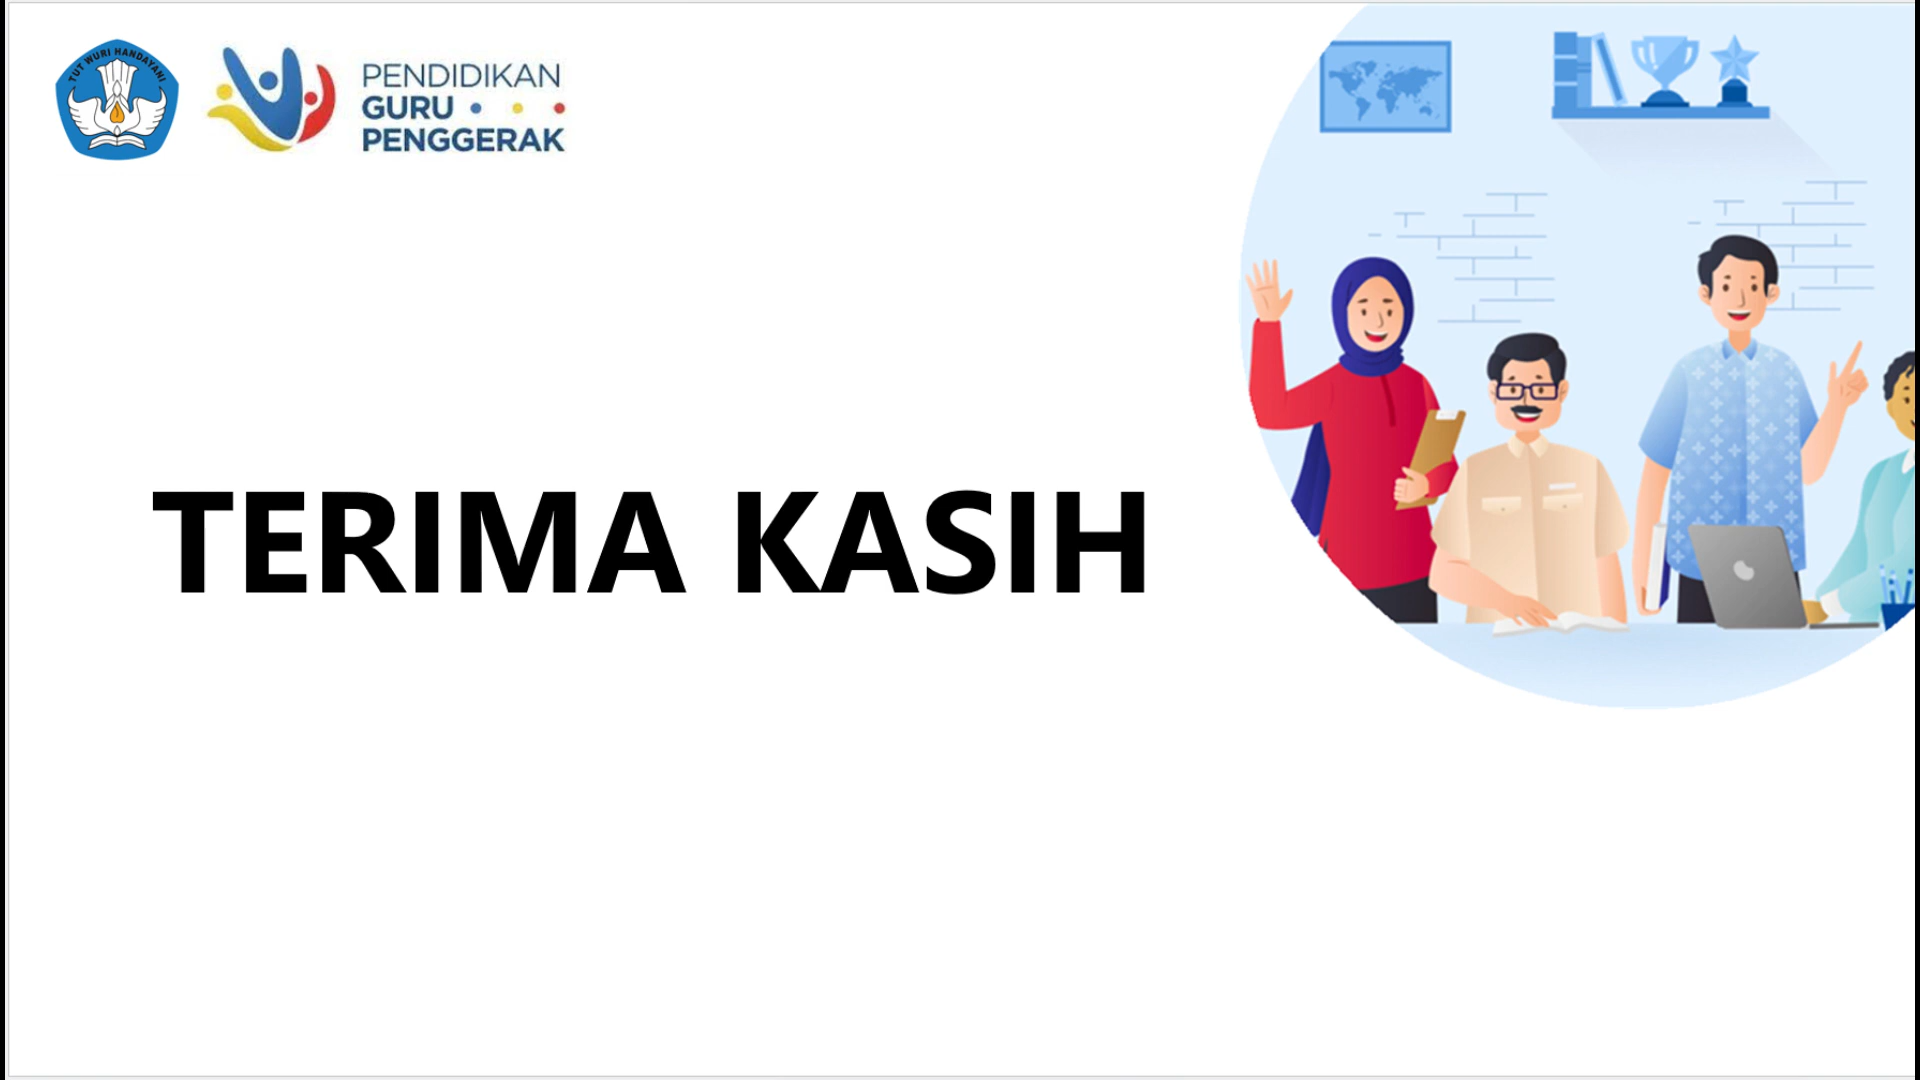 TUT WURI HANDAYANI
PENDIDIKAN
GURU
PENGGERAK
TERIMA KASIH